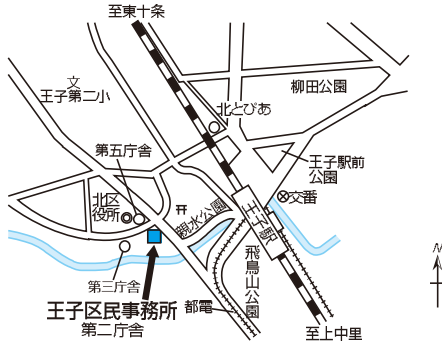 至東十条
文
王子第二小
柳田公園
北とぴあ
第五庁舎
王子駅前
公園
北区
役所
親水公園
交番
王子駅
飛鳥山公園
第三庁舎
王子区民事務所
第二庁舎
都電
至上中里
N